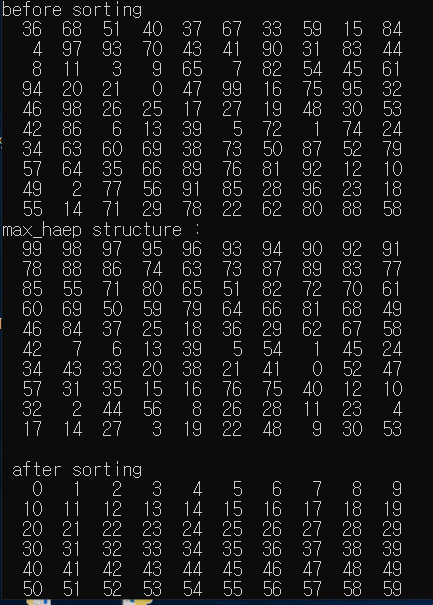 before sorting
36 68 51 40 37 67 33 59 15 84
4 97 93 70 43 41 90 31 83 44
8 11 3 9 65 7 82 54 45 61
94 20 21 0 47 99 16 75 95 32
46 98 26 25 17 27 19 48 30 53
42 86 6 13 39 5 72 1 74 24
34 63 60 69 38 73 50 87 52 79
57 64 35 66 89 76 81 92 12 10
49 2 77 56 91 85 28 96 23 18
55 14 71 29 78 22 62 80 88 58
max_haep structure :
99 98 97 95 96 93 94 90 92 91
78 88 86 74 63 73 87 89 83 77
85 55 71 80 65 51 82 72 70 61
60 69 50 59 79 64 66 81 68 49
46 84 37 25 18 36 29 62 67 58
42 7 6 13 39 5 54 1 45 24
34 43 33 20 38 21 41 0 52 47
57 31 35 15 16 76 75 40 12 10
32 2 44 56 8 26 28 11 23 4
17 14 27 3 19 22 48 9 30 53
after sorting
0 1 2 3 4 5 6 7 8 9
10 11 12 13 14 15 16 17 18 19
20 21 22 23 24 25 26 27 28 29
30 31 32 33 34 35 36 37 38 39
40 41 42 43 44 45 46 47 48 49
50 51 52 53 54 55 56 57 58 59